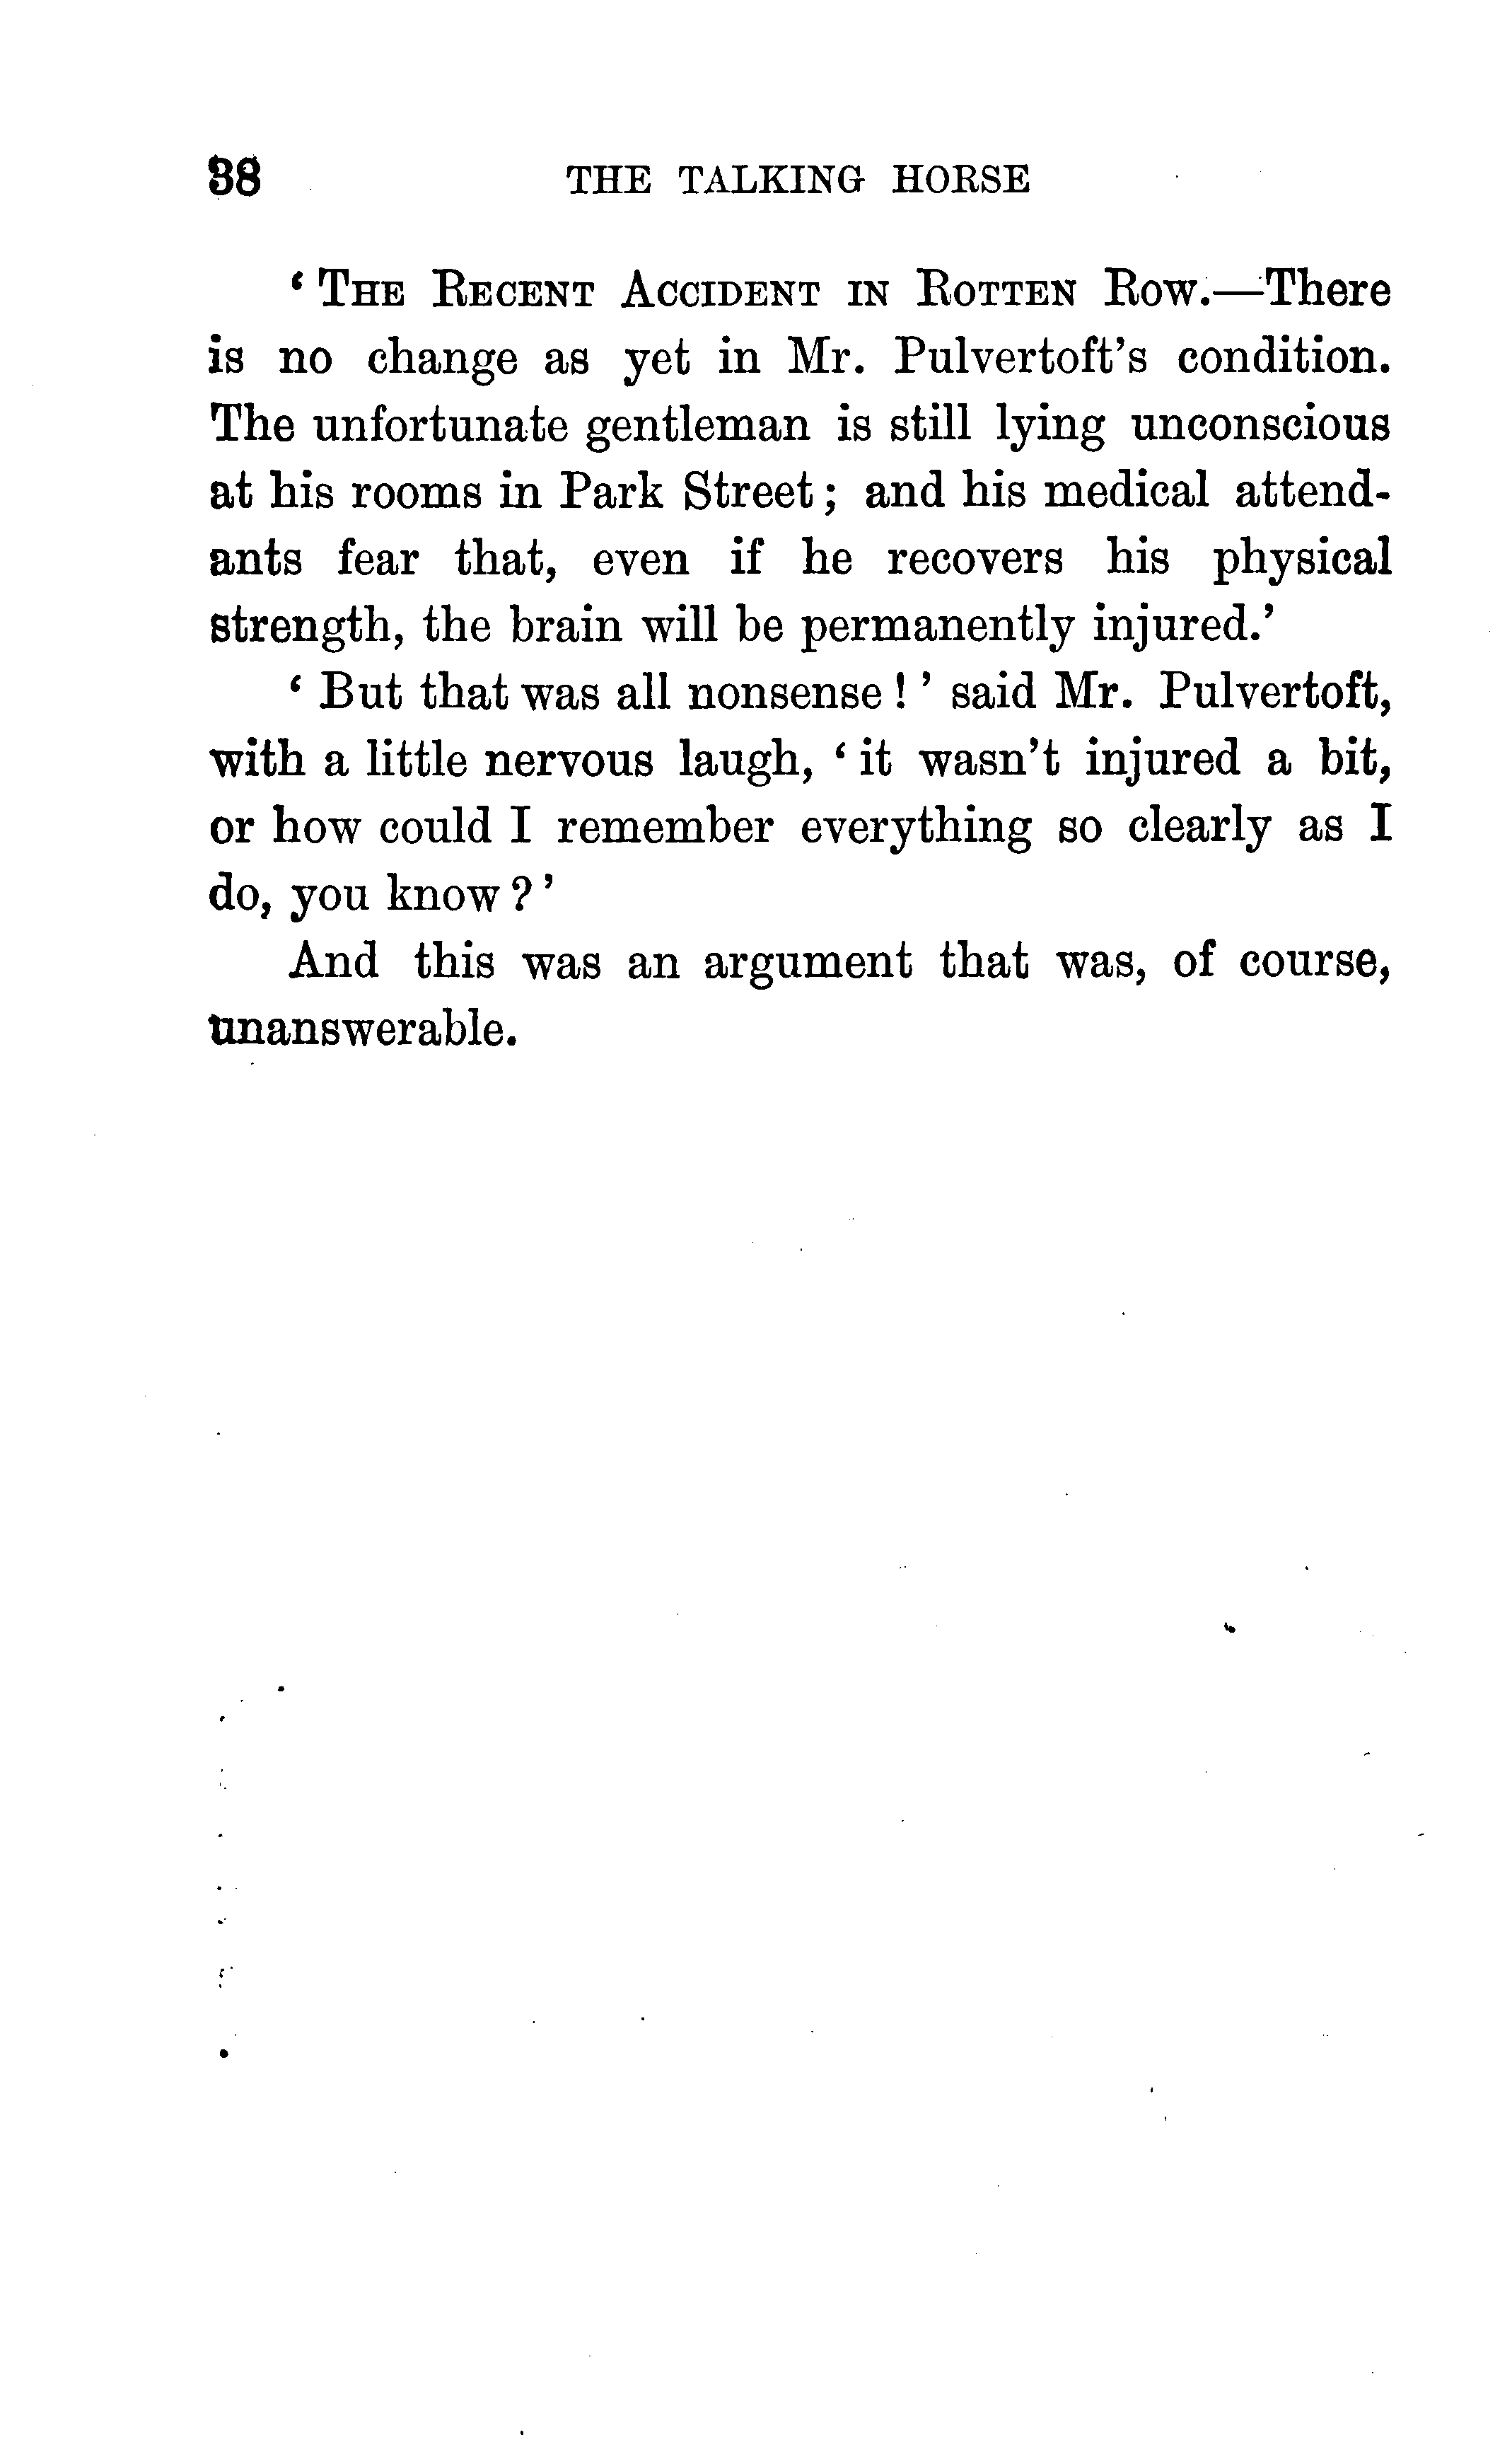 38 THE TALKING HORSE
‘ THE RECENT ACCIDENT IN ROTTEN ROW.—There
is no change as yet in Mr. Pulvertoft’s condition.
The unfortunate gentleman is still lying unconscious
at his rooms in Park Street ; and his medical attend-
ants fear that, even if he recovers his physical
strength, the brain will be permanently injured.’
‘ But that was all nonsense ! ’ said Mr. Pulvertoft,
with a little nervous laugh, ‘ it wasn’t injured a bit,
or how could I remember everything so clearly as I
do, you know ? ’
And this was an argument that was, of course,
unanswerable.